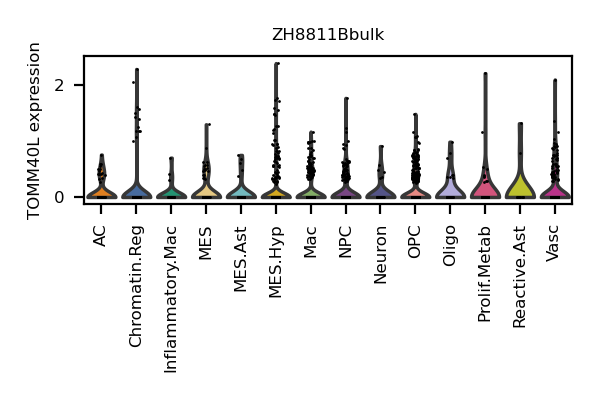 ZH8811Bbulk
TOMM40L expression
2
0
AC
Chromatin.Reg
Inflammatory.Mac
MES
MES.Ast
MES.Hyp
Mac
NPC
Neuron
OPC
Oligo
Prolif.Metab
Reactive.Ast
Vasc